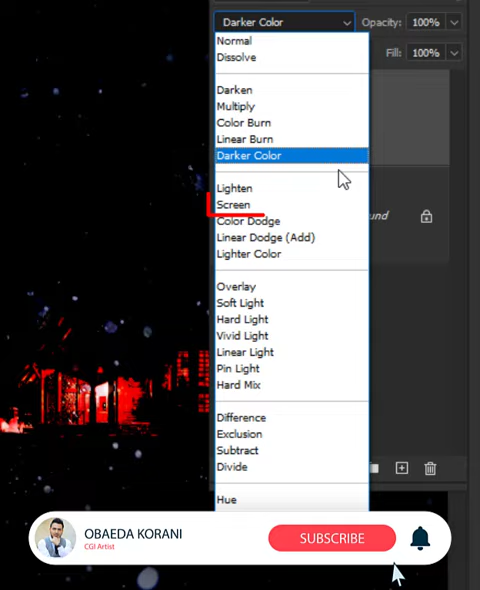 Darker Color
Opacity: 100%
Normal
Dissolve
Fill: 100%
Darken
Multiply
Color Burn
Linear Burn
Darker Color
Lighten
Screen
und
Color Dodge
Linear Dodge (Add)
Lighter Color
Overlay
Soft Light
Hard Light
Vivid Light
Linear Light
Pin Light
Hard Mix
Difference
Exclusion
Subtract
Divide
Hue
OBAEDA KORANI
CGI Artist
SUBSCRIBE